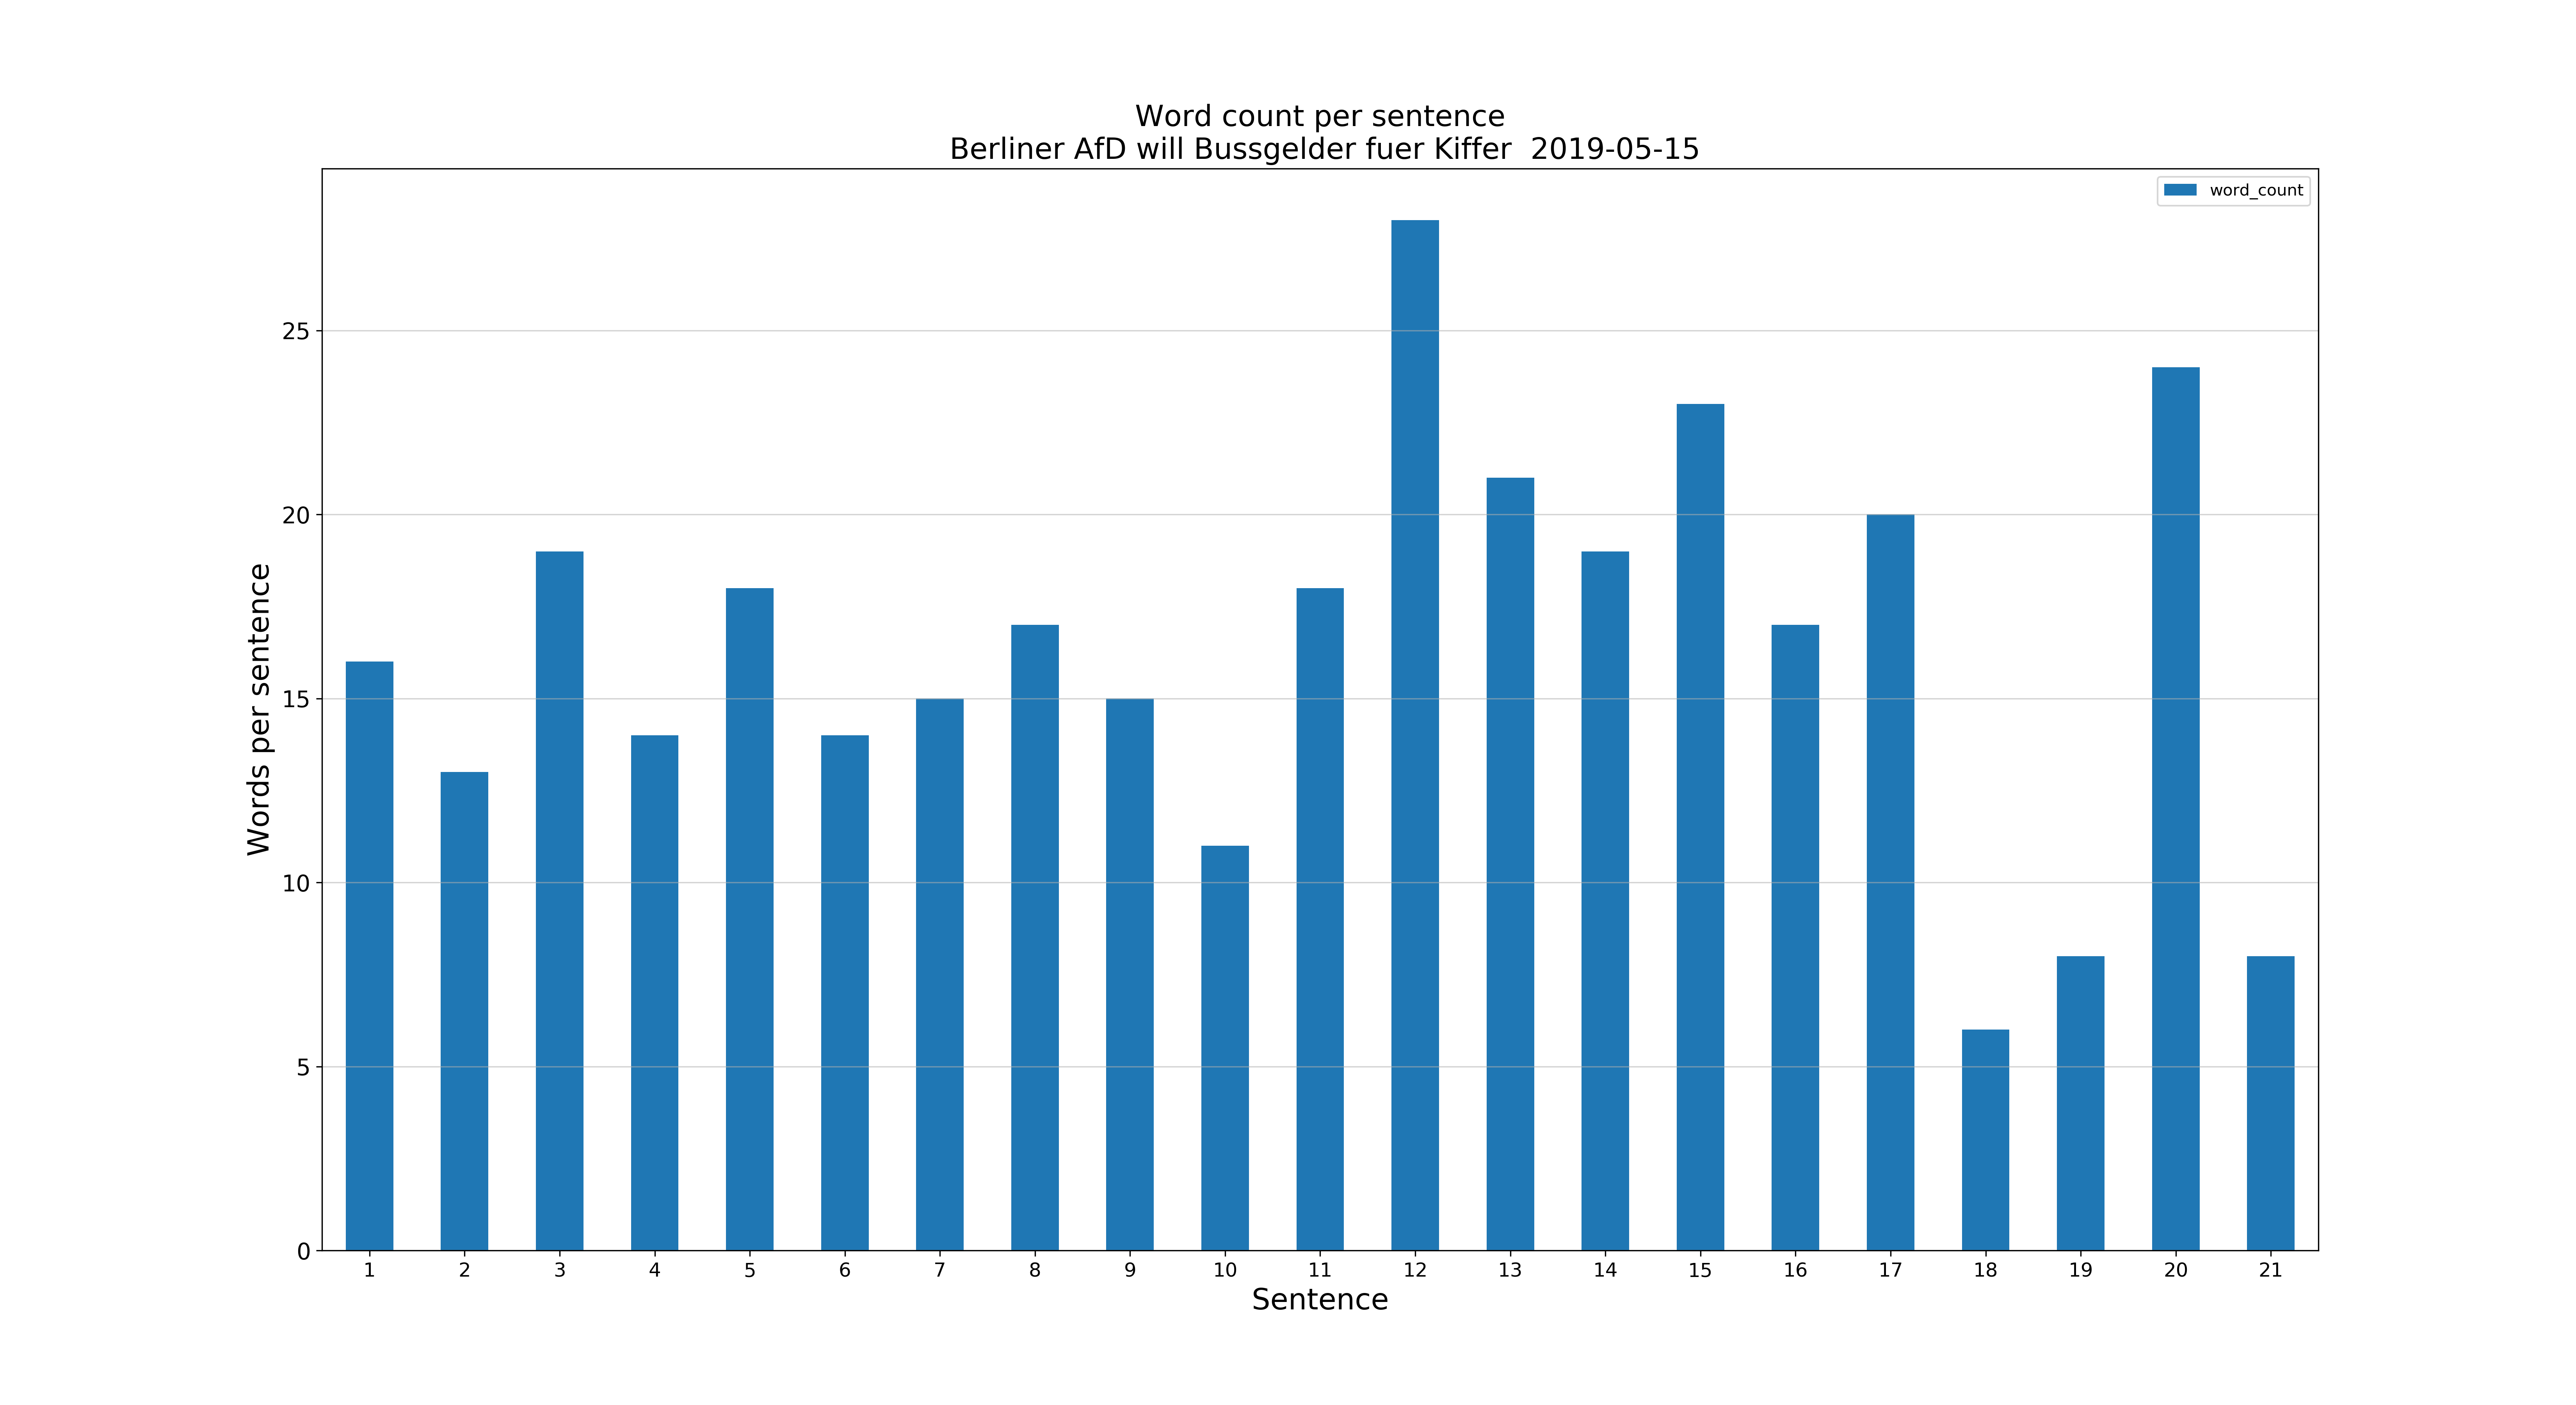 Word count per sentence
Berliner AfD will Bussgelder fuer Kiffer  2019-05-15
word_count
25
20
15
10
5
0
Words per sentence
1 2 3 4 5 6 7 8 9 10 11 12 13 14 15 16 17 18 19 20 21
Sentence